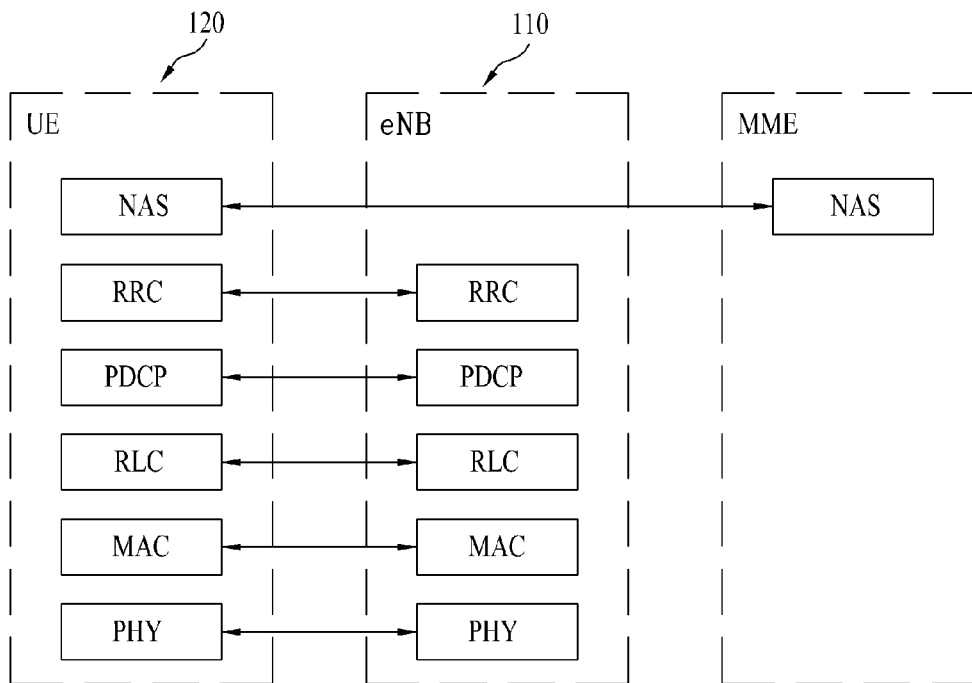 120
110
UE
eNB
MME
NAS
NAS
RRC
RRC
PDCP
PDCP
RLC
RLC
MAC
MAC
PHY
PHY